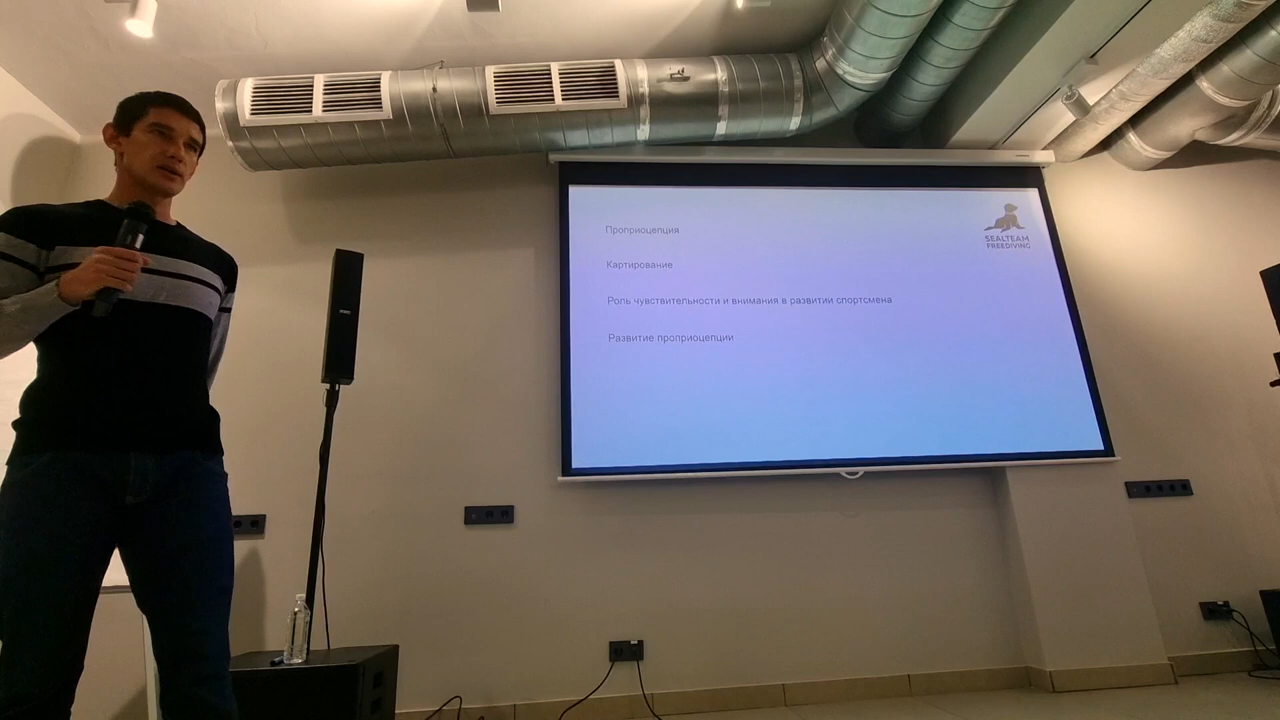 Проприоцепция
Картирование
Роль чувствительности и внимания в развитии спортсмена
Развитие проприоцепции
SEALTEAM
FREEDIVING